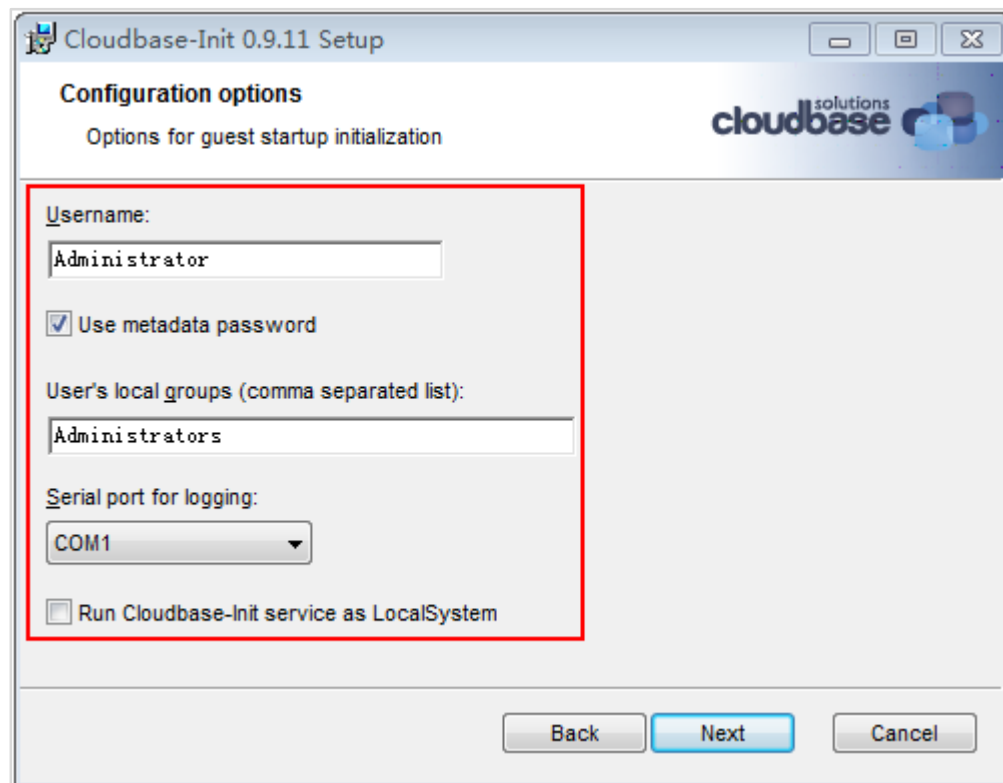 Cloudbase-Init 0.9.11 Setup
Configuration options
Options for guest startup initialization
solutions
cloudbase
Username:
Administrator
Use metadata password
User's local groups (comma separated list):
Administrators
Serial port for logging:
COM1
Run Cloudbase-Init service as LocalSystem
Back Next Cancel